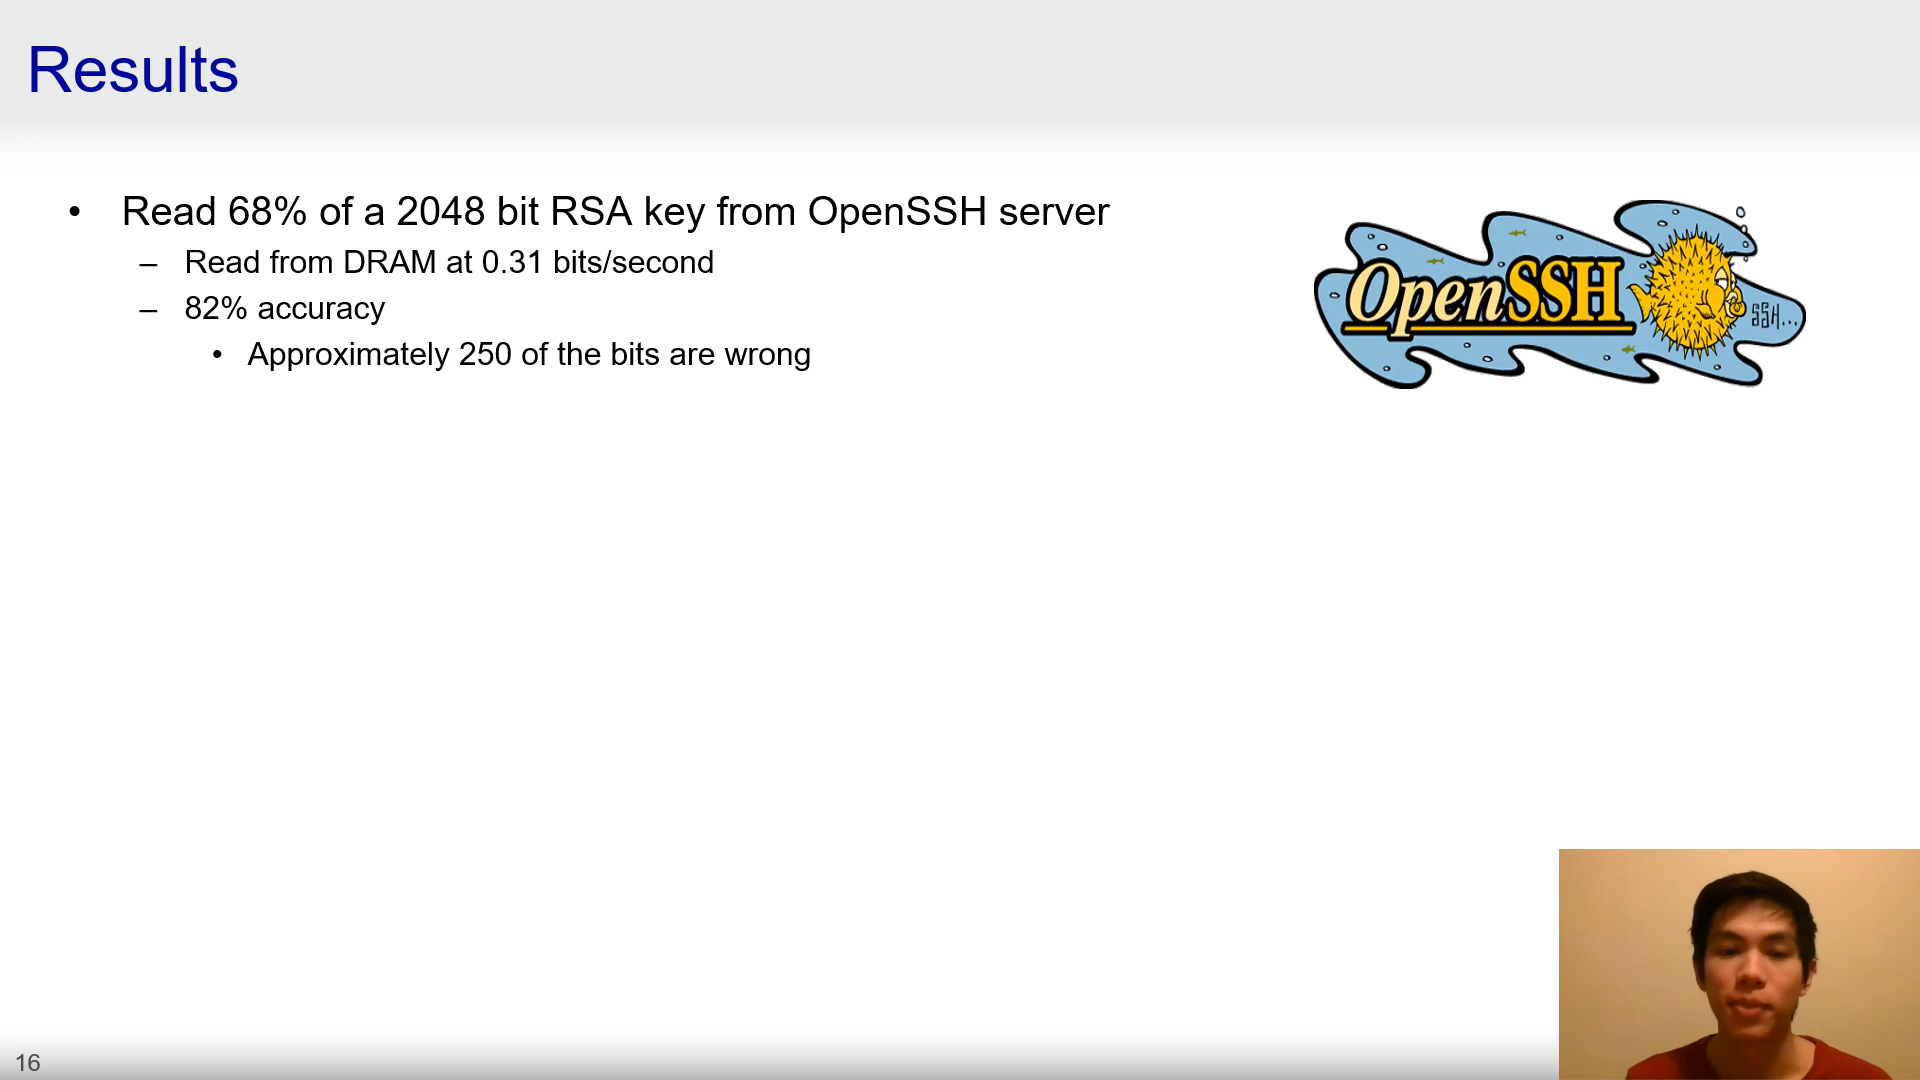 Results
• Read 68% of a 2048 bit RSA key from OpenSSH server
– Read from DRAM at 0.31 bits/second
– 82% accuracy
• Approximately 250 of the bits are wrong
OpenSSH
SSH...
16